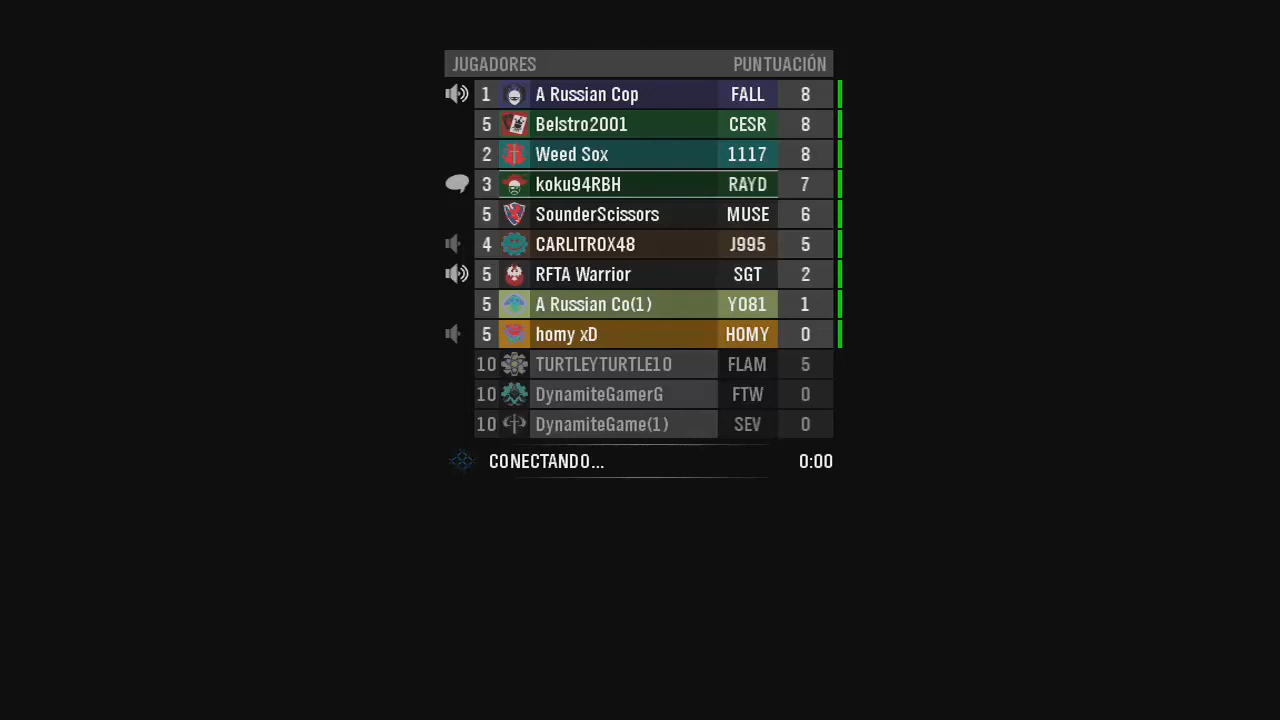 JUGADORES PUNTUACIÓN
1 A Russian Cop FALL 8
5 Belstro2001 CESR 8
2 Weed Sox 1117 8
3 koku94RBH RAYD 7
5 SounderScissors MUSE 6
4 CARLITROX48 J995 5
5 RFTA Warrior SGT 2
5 A Russian Co(1) YO81 1
5 homy xD HOMY 0
10 TURTLEYTURTLE10 FLAM 5
10 DynamiteGamerG FTW 0
10 DynamiteGame(1) SEV 0
CONECTANDO... 0:00